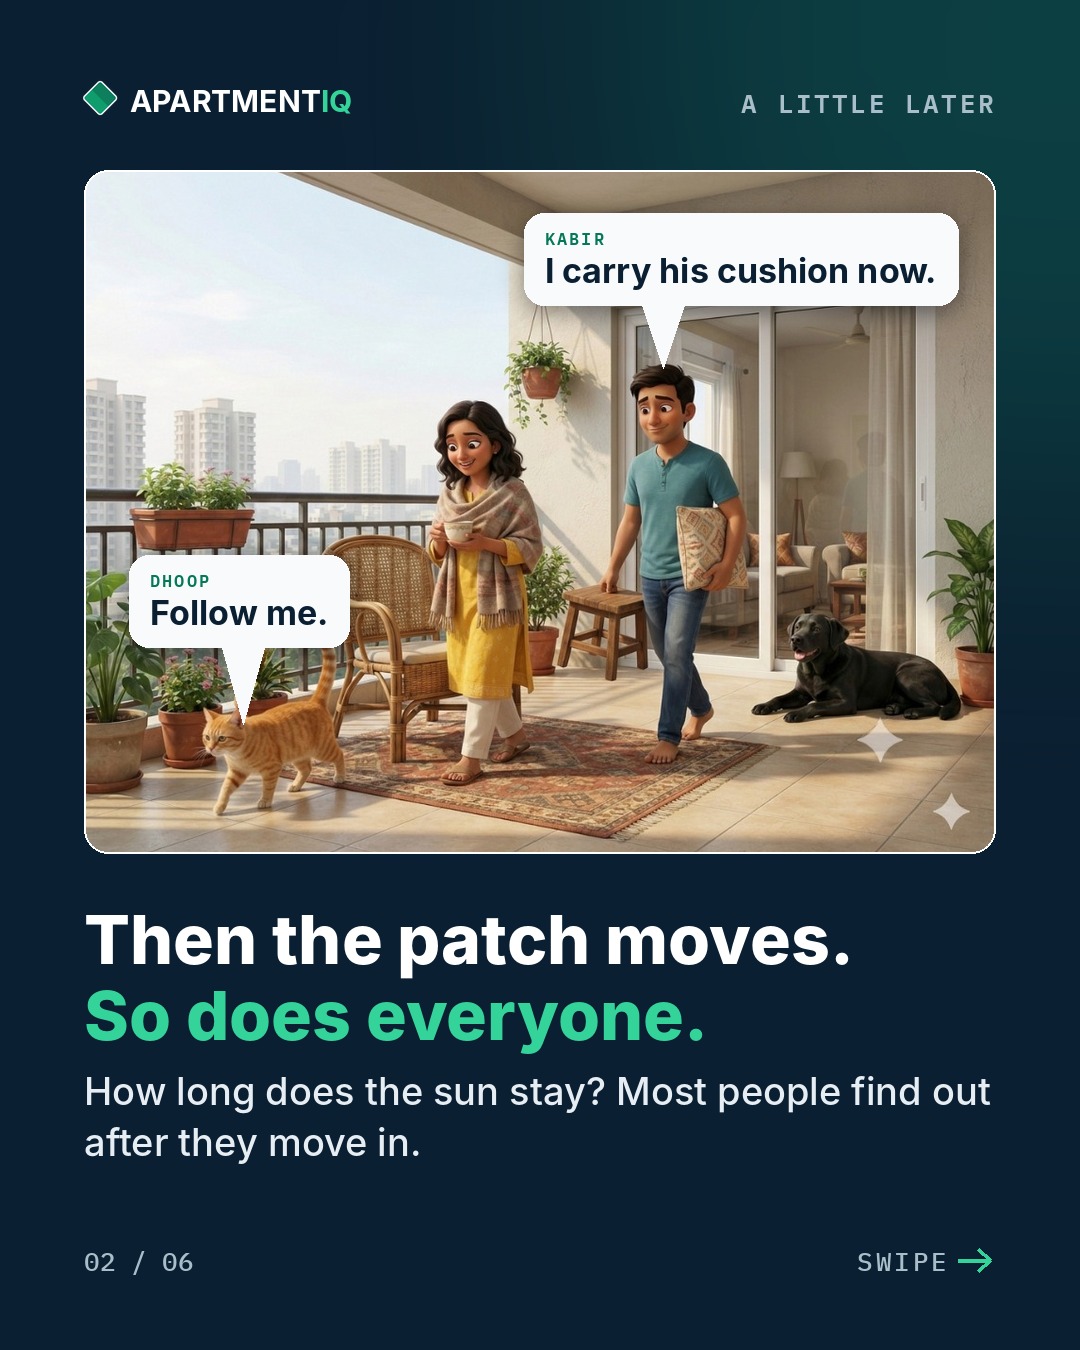 APARTMENTIQ
A LITTLE LATER
KABIR
I carry his cushion now.
DHOOP
Follow me.
Then the patch moves.
So does everyone.
How long does the sun stay? Most people find out
after they move in.
02 / 06
SWIPE